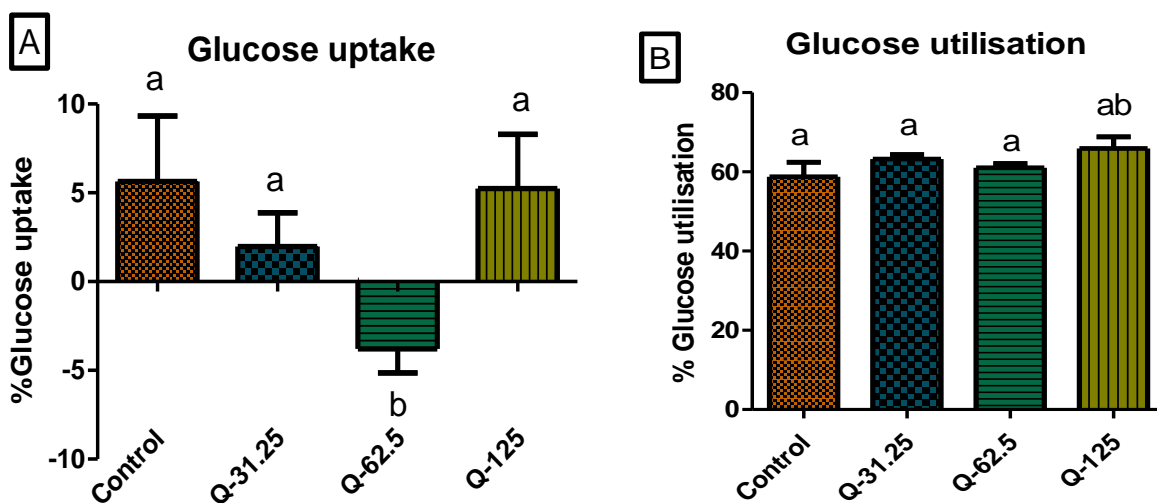 A
Glucose uptake
%Glucose uptake
10
5
0
-5
-10
a
a
b
a
Control
Q-31.25
Q-62.5
Q-125
B
Glucose utilisation
% Glucose utilisation
80
60
40
20
0
a
a
a
ab
Control
Q-31.25
Q-62.5
Q-125